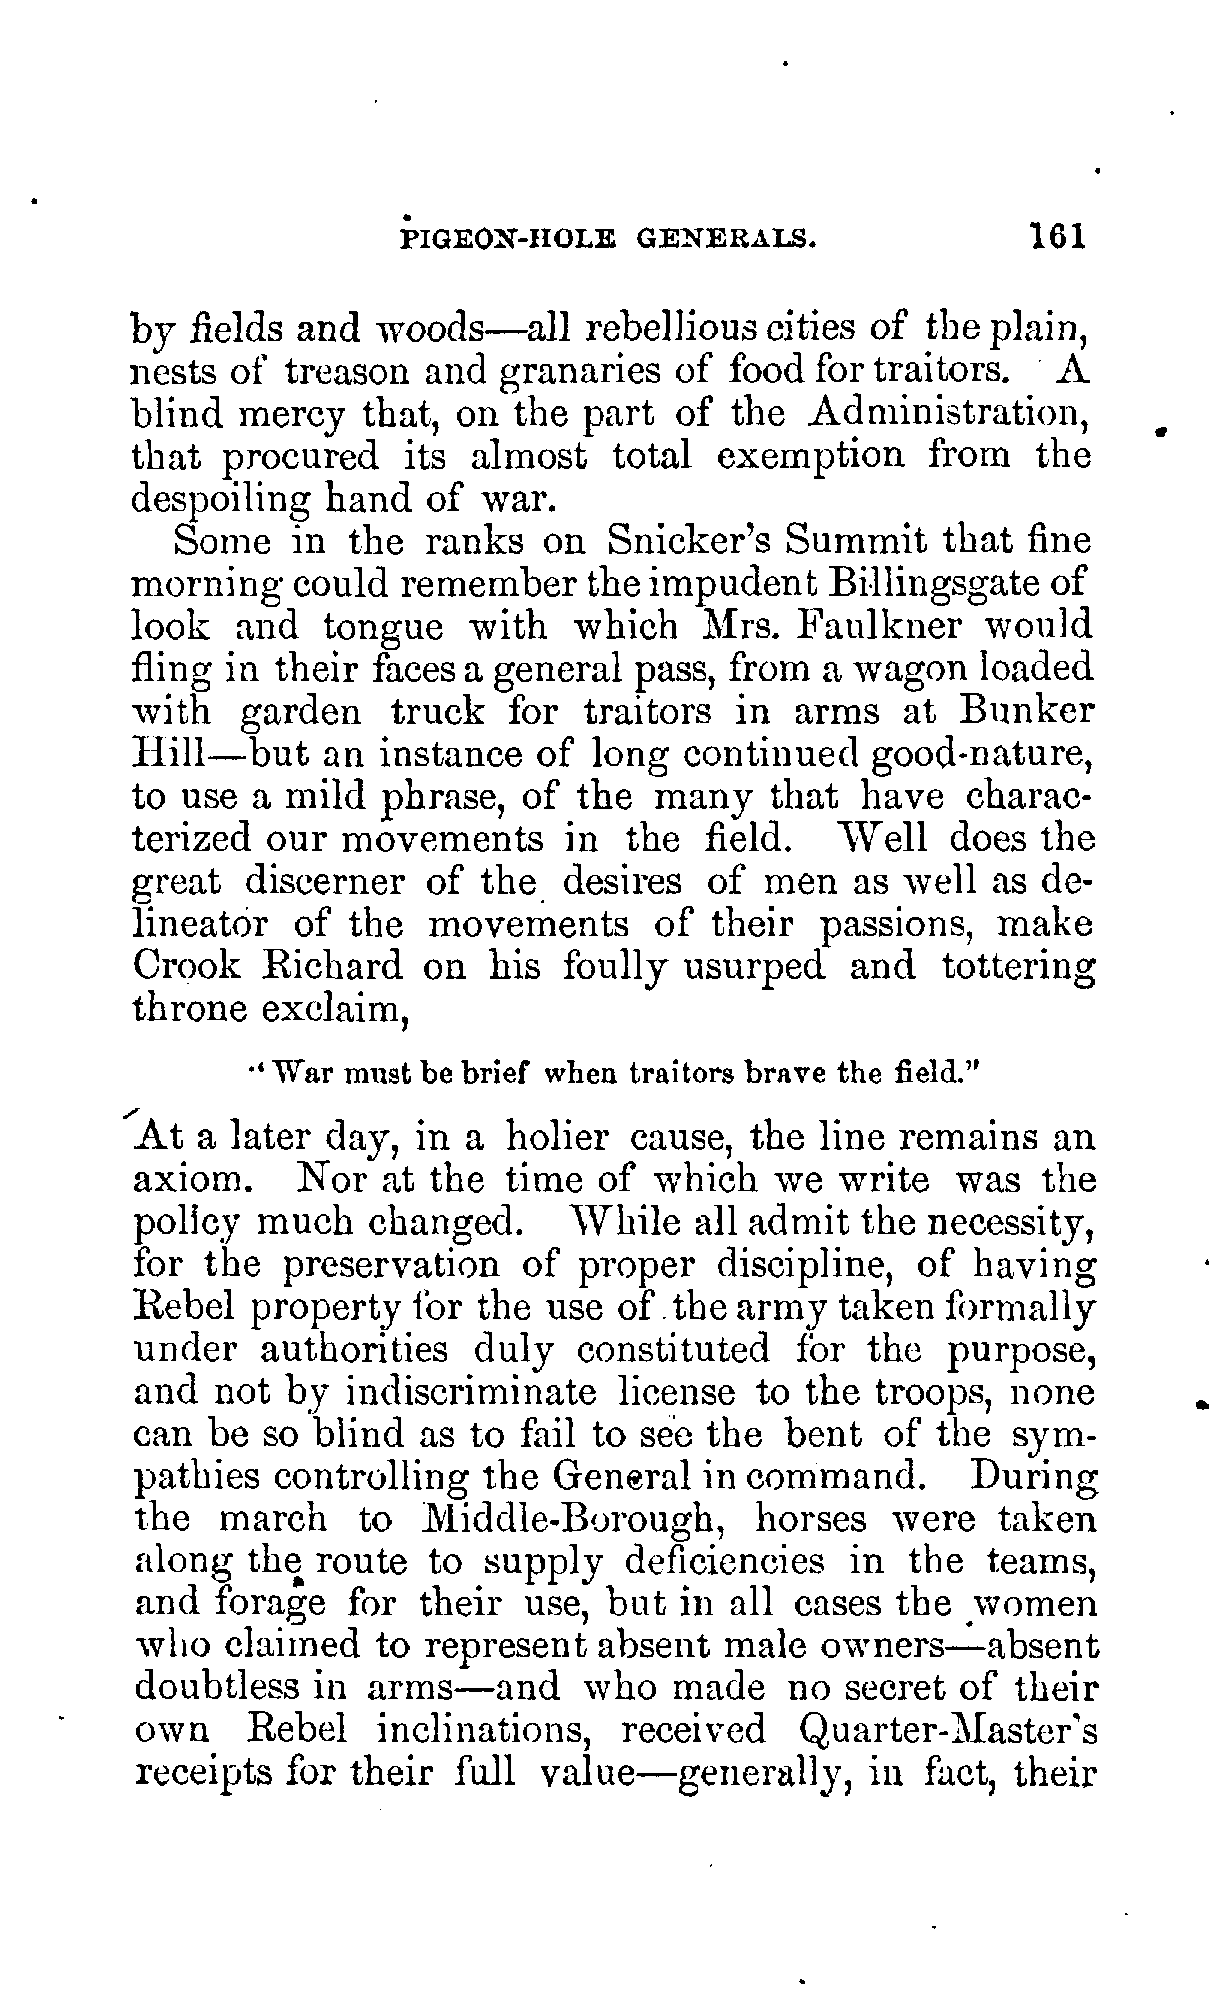 PIGEON-HOLE GENERALS. 161
by fields and woods—all rebellious cities of the plain,
nests of treason and granaries of food for traitors. A
blind mercy that, on the part of the Administration,
that procured its almost total exemption from the
despoiling hand of war.
Some in the ranks on Snicker's Summit that fine
morning could remember the impudent Billingsgate of
look and tongue with which Mrs. Faulkner would
fling in their faces a general pass, from a wagon loaded
with garden truck for traitors in arms at Bunker
Hill—but an instance of long continued good-nature,
to use a mild phrase, of the many that have charac-
terized our movements in the field. Well does the
great discerner of the desires of men as well as de-
lineator of the movements of their passions, make
Crook Richard on his foully usurped and tottering
throne exclaim,
"War must be brief when traitors brave the field."
At a later day, in a holier cause, the line remains an
axiom. Nor at the time of which we write was the
policy much changed. While all admit the necessity,
for the preservation of proper discipline, of having
Rebel property for the use of the army taken formally
under authorities duly constituted for the purpose,
and not by indiscriminate license to the troops, none
can be so blind as to fail to see the bent of the sym-
pathies controlling the General in command. During
the march to Middle-Borough, horses were taken
along the route to supply deficiencies in the teams,
and forage for their use, but in all cases the women
who claimed to represent absent male owners—absent
doubtless in arms—and who made no secret of their
own Rebel inclinations, received Quarter-Master's
receipts for their full value—generally, in fact, their